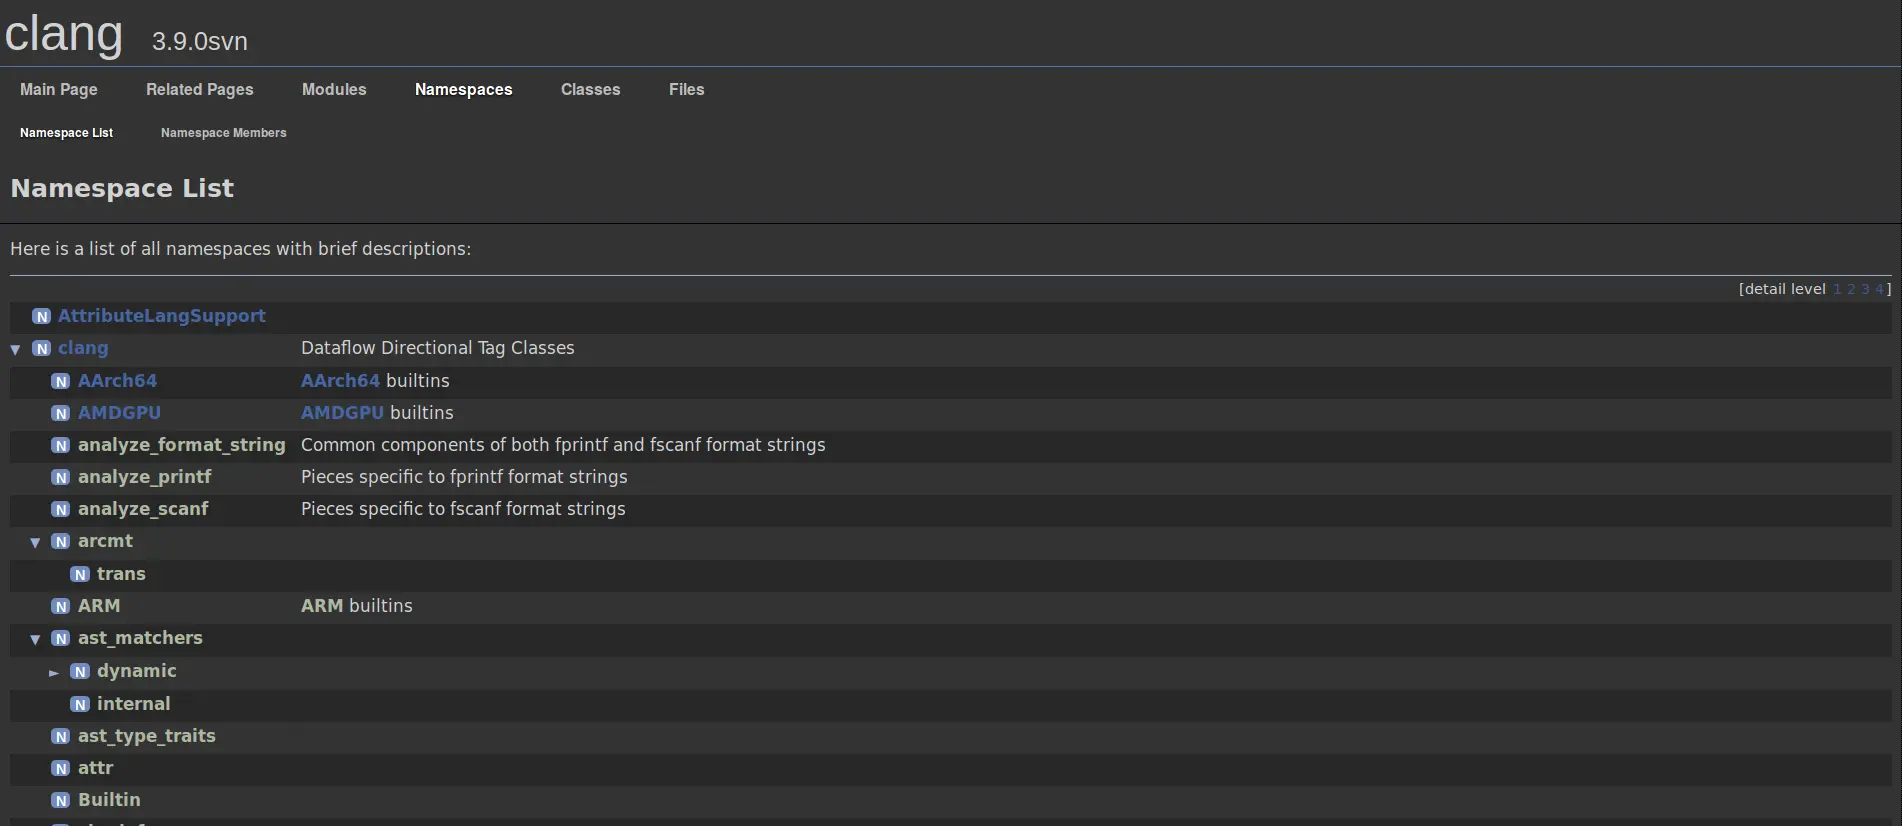 clang 3.9.0svn
Main Page Related Pages Modules Namespaces Classes Files
Namespace List Namespace Members
Namespace List
Here is a list of all namespaces with brief descriptions:
[detail level 1 2 3 4]
N AttributeLangSupport
▼ N clang Dataflow Directional Tag Classes
N AArch64 AArch64 builtins
N AMDGPU AMDGPU builtins
N analyze_format_string Common components of both fprintf and fscanf format strings
N analyze_printf Pieces specific to fprintf format strings
N analyze_scanf Pieces specific to fscanf format strings
▼ N arcmt
N trans
N ARM ARM builtins
▼ N ast_matchers
► N dynamic
N internal
N ast_type_traits
N attr
N Builtin